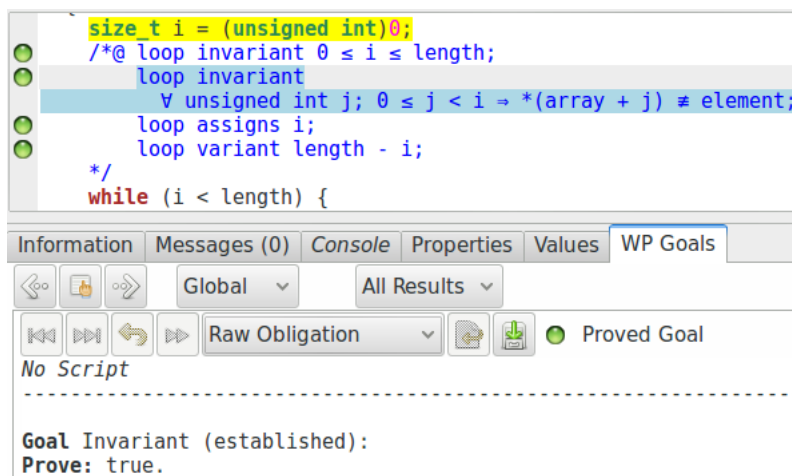 size_t i = (unsigned int)0;
/*@ loop invariant 0 ≤ i ≤ length;
loop invariant
∀ unsigned int j; 0 ≤ j < i ⇒ *(array + j) ≢ element;
loop assigns i;
loop variant length - i;
*/
while (i < length) {
Information Messages (0) Console Properties Values WP Goals
Global All Results
Raw Obligation Proved Goal
No Script
--------------------------------------------------------------
Goal Invariant (established):
Prove: true.